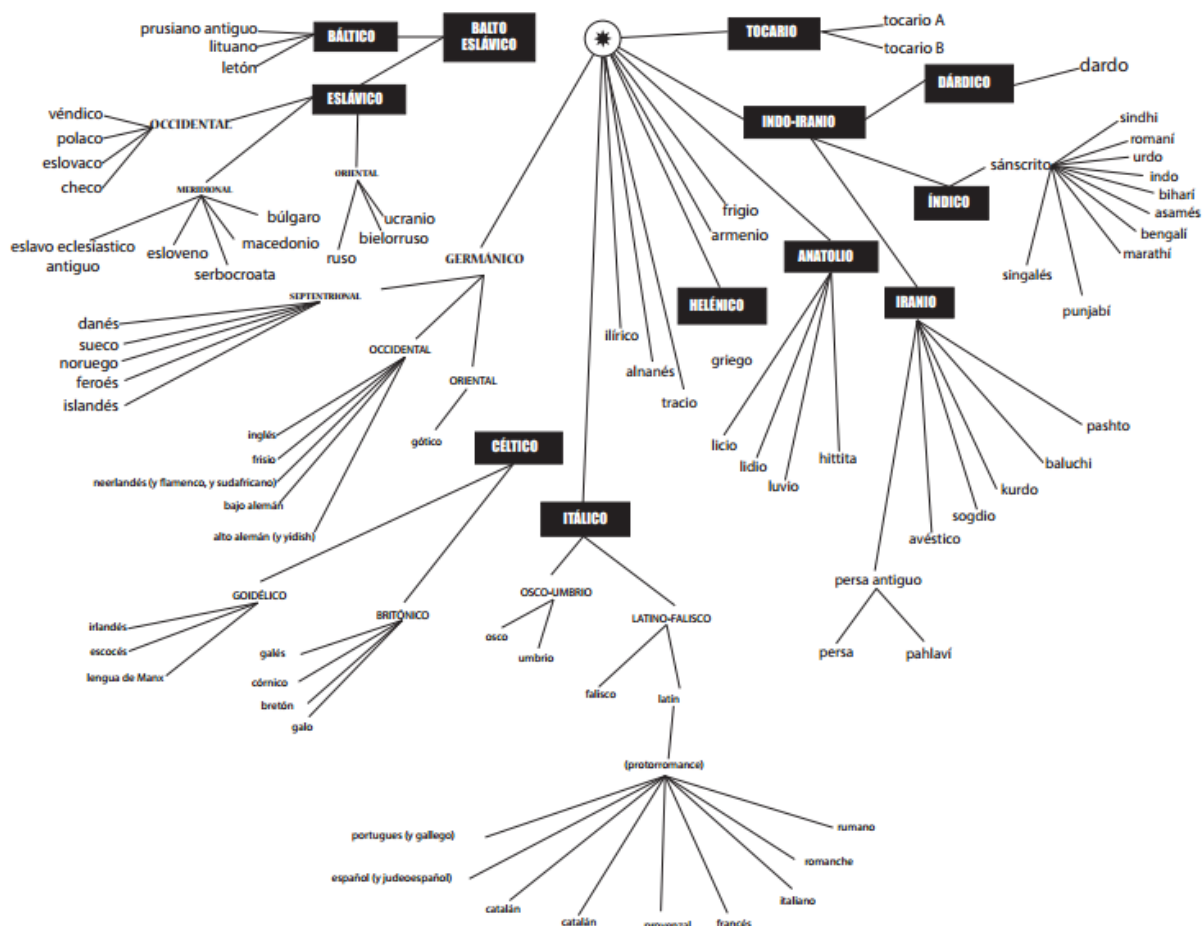 prusiano antiguo
lituano
letón
BÁLTICO
BALTO
ESLÁVICO
TOCARIO
tocario A
tocario B
DÁRDICO
dardo
ESLÁVICO
véndico
polaco
eslovaco
checo
OCCIDENTAL
INDO-IRANIO
sánscrito
sindhi
romaní
urdo
indo
biharí
asamés
bengalí
marathí
punjabí
singalés
ÍNDICO
MERIDIONAL
ORIENTAL
eslavo eclesiastico
antiguo
esloveno
serbocroata
macedonio
búlgaro
ruso
bielorruso
ucranio
GERMÁNICO
frigio
armenio
ANATOLIO
HELÉNICO
IRANIO
SEPTENTRIONAL
danés
sueco
noruego
feroés
islandés
OCCIDENTAL
ORIENTAL
ilírico
alnanés
tracio
griego
inglés
frisio
neerlandés (y flamenco, y sudafricano)
bajo alemán
alto alemán (y yidish)
gótico
CÉLTICO
licio
lidio
luvio
hittita
pashto
baluchi
kurdo
sogdio
avéstico
ITÁLICO
persa antiguo
persa
pahlaví
GOIDÉLICO
irlandés
escocés
lengua de Manx
BRITÓNICO
galés
córnico
bretón
galo
OSCO-UMBRIO
osco
umbrio
LATINO-FALISCO
falisco
latín
(protorromance)
portugues (y gallego)
español (y judeoespañol)
catalán
catalán
provenzal
francés
italiano
romanche
rumano